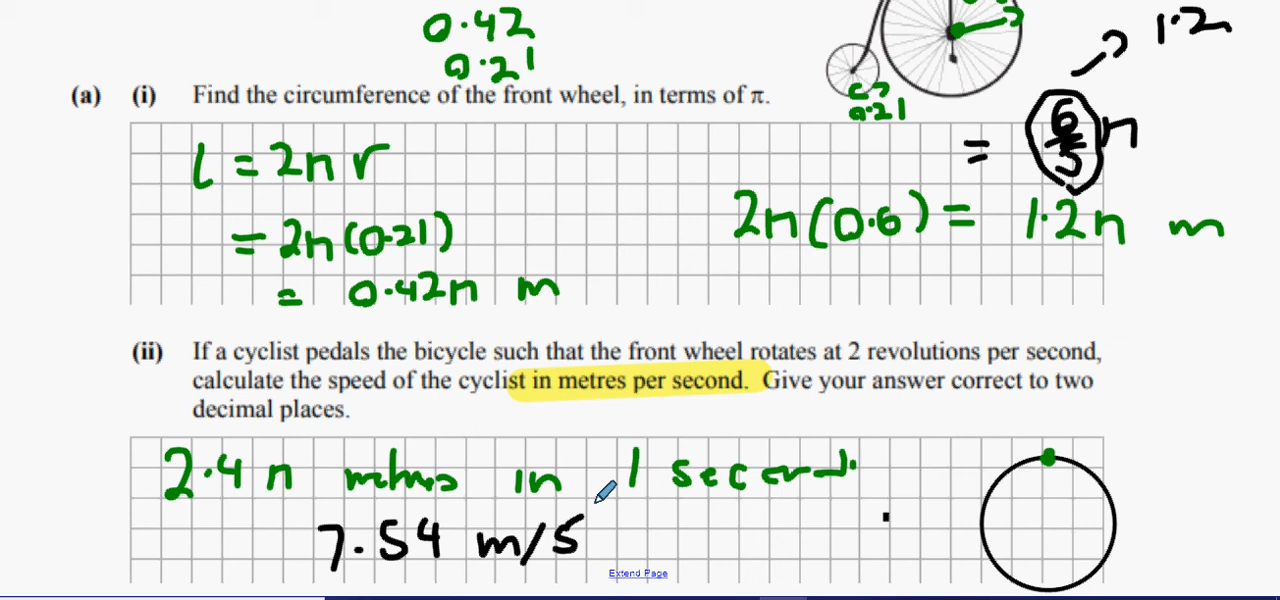 0.42
0.21
1.2
0.21
(a) (i) Find the circumference of the front wheel, in terms of π.
= 6/5 π
l = 2π r
2π(0.6) = 1.2π m
= 2π(0.21)
= 0.42π m
(ii) If a cyclist pedals the bicycle such that the front wheel rotates at 2 revolutions per second,
calculate the speed of the cyclist in metres per second. Give your answer correct to two
decimal places.
2.4 π metres in 1 second.
7.54 m/s
Extend Page